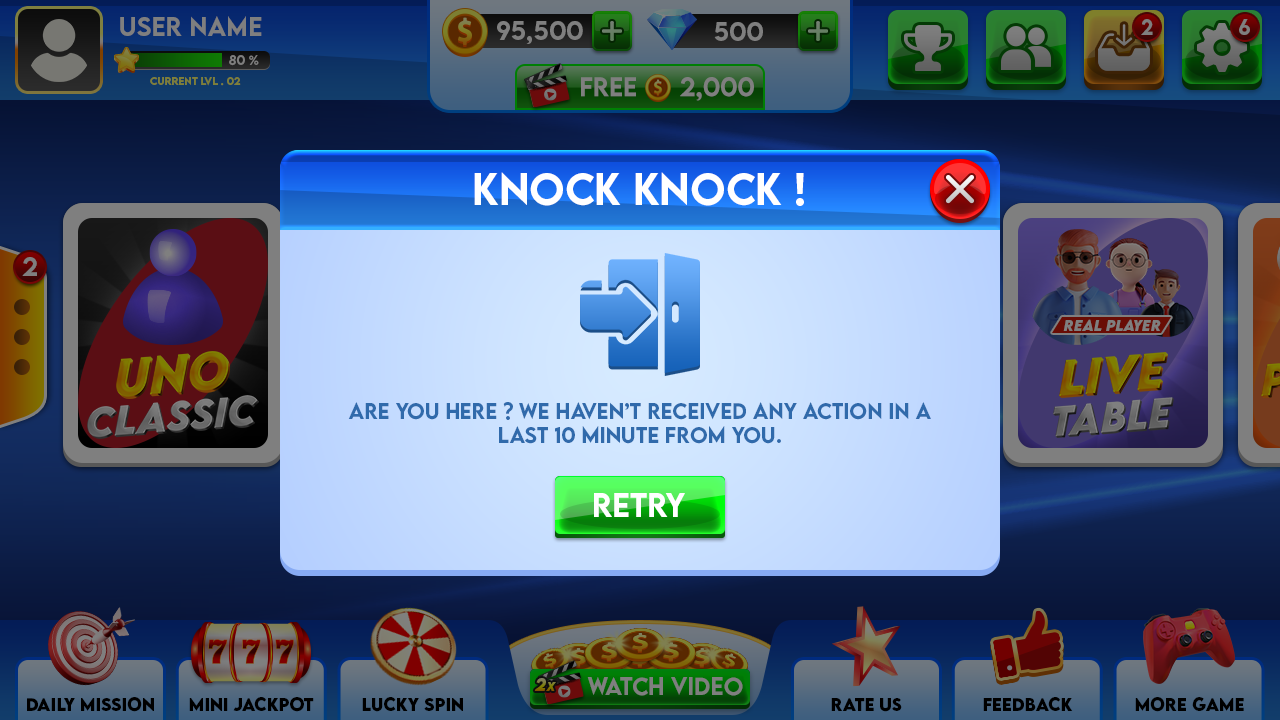 USER NAME
80 %
CURRENT LVL . 02
95,500
500
FREE 2,000
2
6
KNOCK KNOCK !
2
UNO
CLASSIC
REAL PLAYER
LIVE
TABLE
ARE YOU HERE ? WE HAVEN'T RECEIVED ANY ACTION IN A
LAST 10 MINUTE FROM YOU.
RETRY
777
2x WATCH VIDEO
DAILY MISSION
MINI JACKPOT
LUCKY SPIN
RATE US
FEEDBACK
MORE GAME